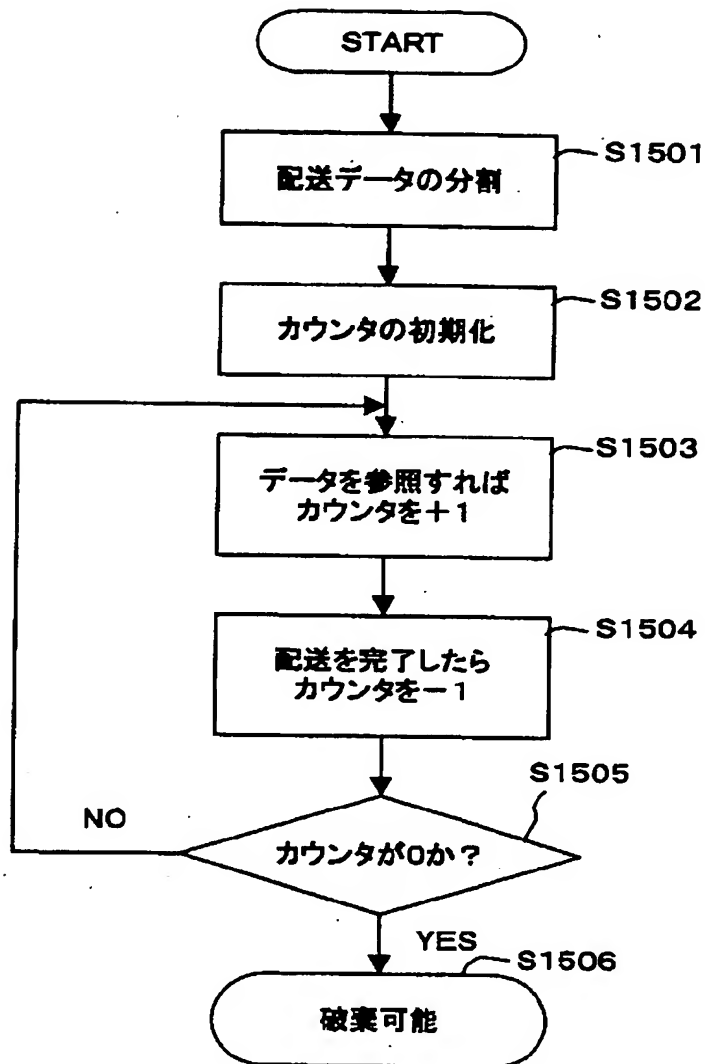 START
配送データの分割
S1501
カウンタの初期化
S1502
データを参照すれば
カウンタを+1
S1503
配送を完了したら
カウンタを-1
S1504
カウンタが0か?
S1505
NO
YES
破棄可能
S1506